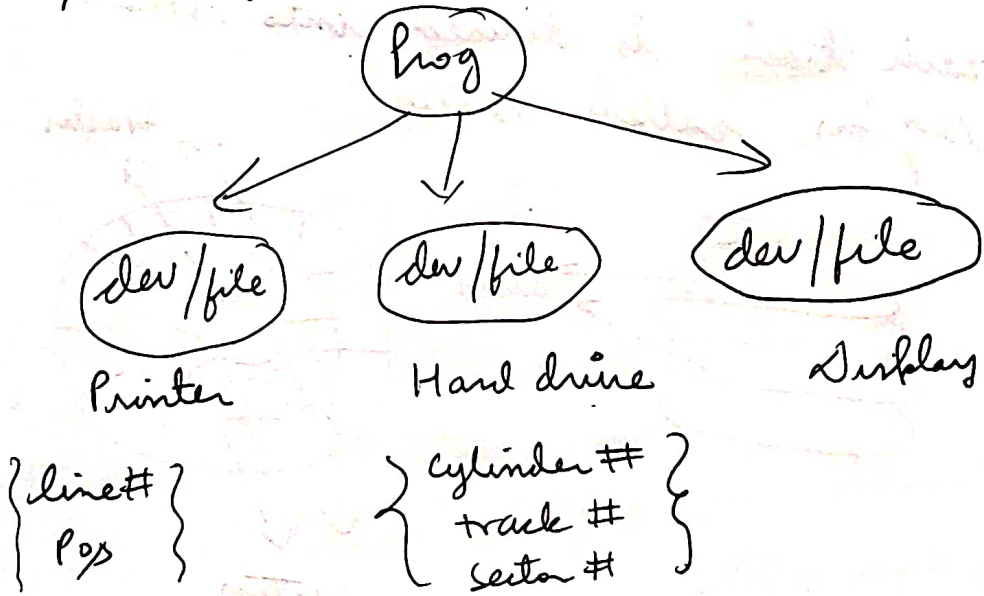 Prog
dev/file dev/file dev/file
Printer Hard drive Display
{ line# } { cylinder #
Pos track # }
sector #